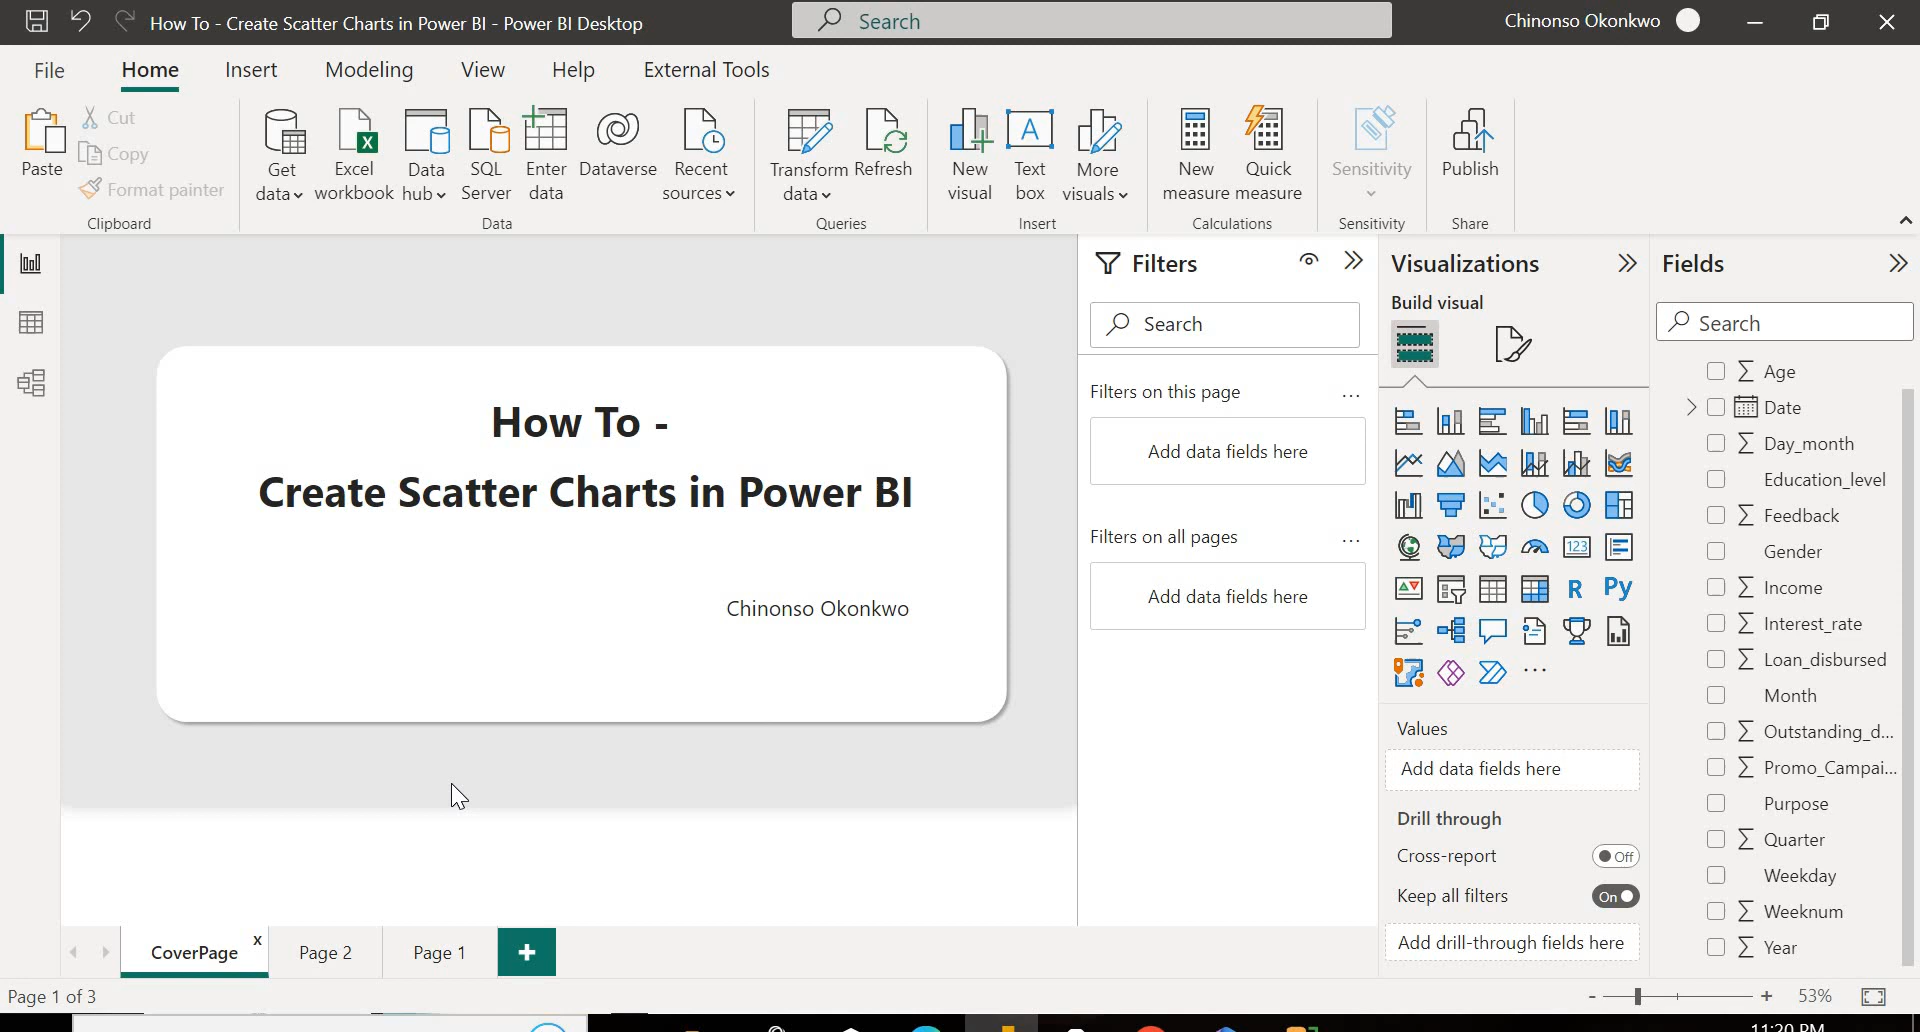 How To - Create Scatter Charts in Power BI - Power BI Desktop
Search
Chinonso Okonkwo
File
Home
Insert
Modeling
View
Help
External Tools
Paste
Cut
Copy
Format painter
Clipboard
Get data
Excel workbook
Data hub
SQL Server
Enter data
Dataverse
Recent sources
Data
Transform data
Refresh
Queries
New visual
A
Text box
More visuals
Insert
New measure
Quick measure
Calculations
Sensitivity
Sensitivity
Publish
Share
How To -
Create Scatter Charts in Power BI
Chinonso Okonkwo
Filters
Search
Filters on this page
...
Add data fields here
Filters on all pages
...
Add data fields here
Visualizations
Build visual
123
R
Py
...
Values
Add data fields here
Drill through
Cross-report
Off
Keep all filters
On
Add drill-through fields here
Fields
Search
Age
Date
Day_month
Education_level
Feedback
Gender
Income
Interest_rate
Loan_disbursed
Month
Outstanding_d...
Promo_Campai...
Purpose
Quarter
Weekday
Weeknum
Year
CoverPage
x
Page 2
Page 1
+
Page 1 of 3
- + 53%
11:20 PM